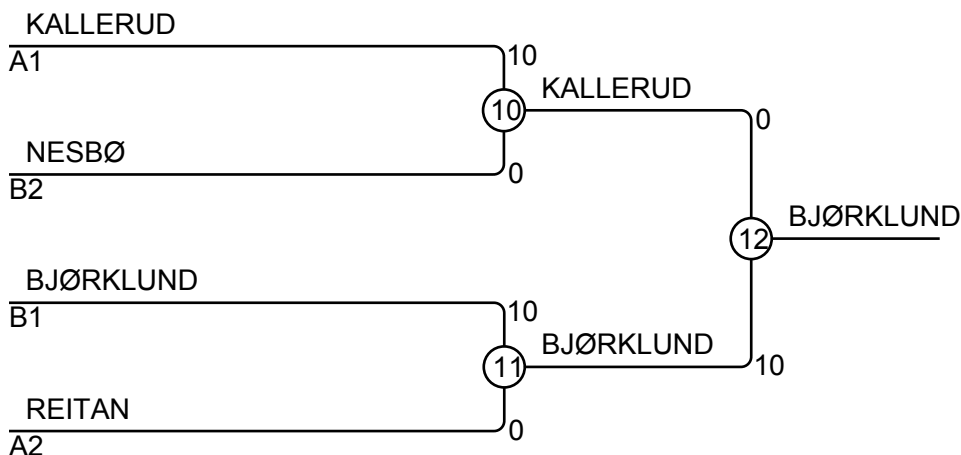 KALLERUD
A1
10
KALLERUD
10
0
NESBØ
B2
0
BJØRKLUND
12
BJØRKLUND
B1
10
BJØRKLUND
11
10
REITAN
A2
0